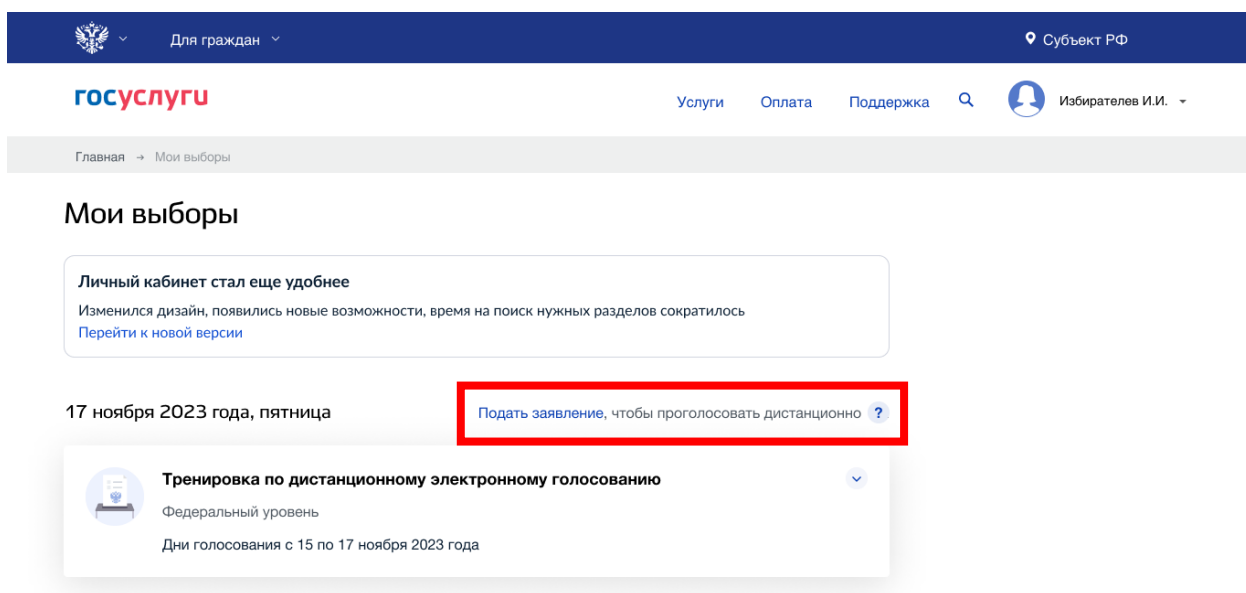 Для граждан
Субъект РФ
госуслуги
Услуги Оплата Поддержка
Избирателев И.И.
Главная → Мои выборы
Мои выборы
Личный кабинет стал еще удобнее
Изменился дизайн, появились новые возможности, время на поиск нужных разделов сократилось
Перейти к новой версии
17 ноября 2023 года, пятница
Подать заявление, чтобы проголосовать дистанционно ?
Тренировка по дистанционному электронному голосованию
Федеральный уровень
Дни голосования с 15 по 17 ноября 2023 года